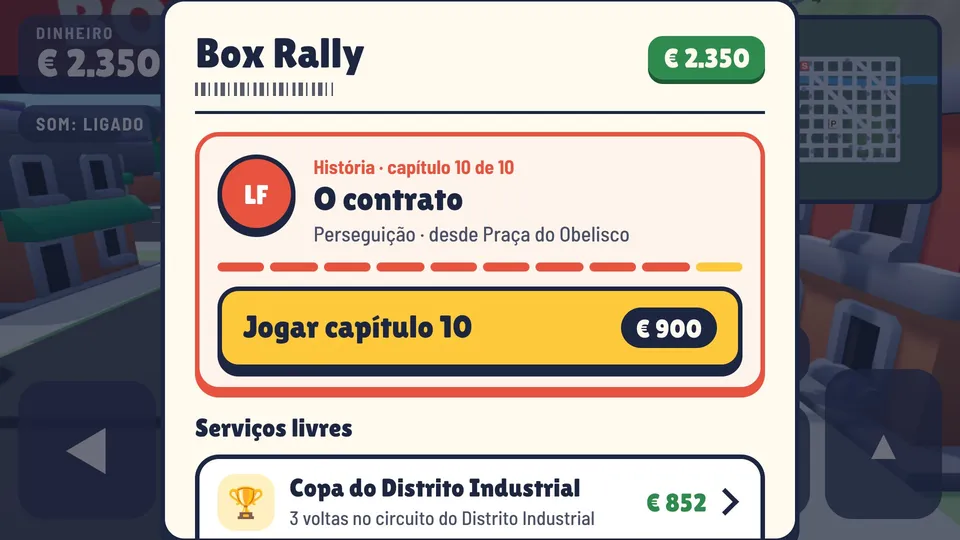 DINHEIRO
€ 2.350
SOM: LIGADO
Box Rally
€ 2.350
LF
História · capítulo 10 de 10
O contrato
Perseguição · desde Praça do Obelisco
Jogar capítulo 10
€ 900
Serviços livres
Copa do Distrito Industrial
3 voltas no circuito do Distrito Industrial
€ 852
S
P